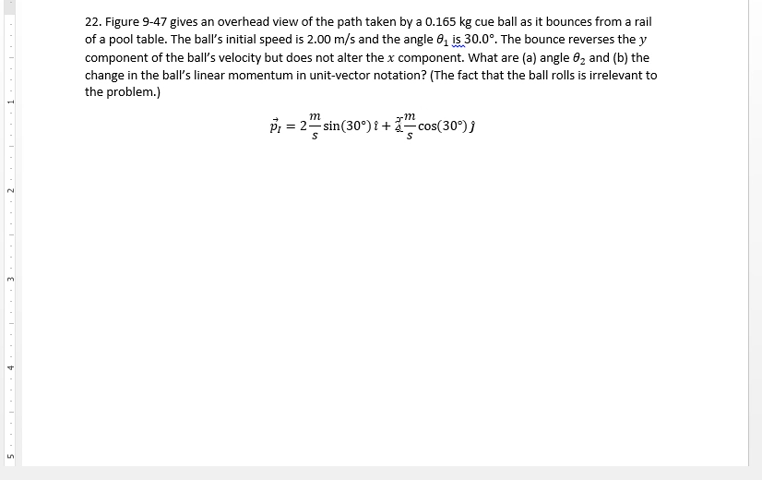 22. Figure 9-47 gives an overhead view of the path taken by a 0.165 kg cue ball as it bounces from a rail
of a pool table. The ball's initial speed is 2.00 m/s and the angle θ₁ is 30.0°. The bounce reverses the y
component of the ball's velocity but does not alter the x component. What are (a) angle θ₂ and (b) the
change in the ball's linear momentum in unit-vector notation? (The fact that the ball rolls is irrelevant to
the problem.)
p⃗ᵢ = 2 m/s sin(30°) î + m/s cos(30°) ĵ
1
2
3
4
5